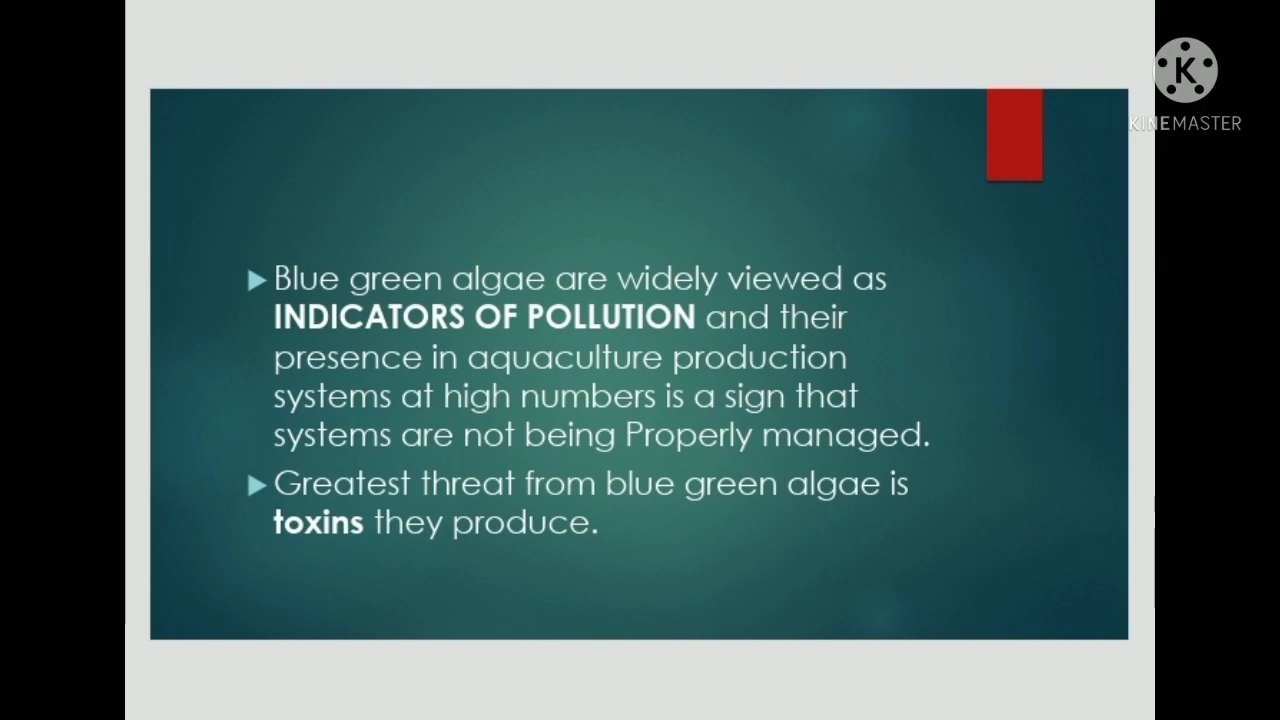 K
KINEMASTER
Blue green algae are widely viewed as
INDICATORS OF POLLUTION and their
presence in aquaculture production
systems at high numbers is a sign that
systems are not being Properly managed.
Greatest threat from blue green algae is
toxins they produce.